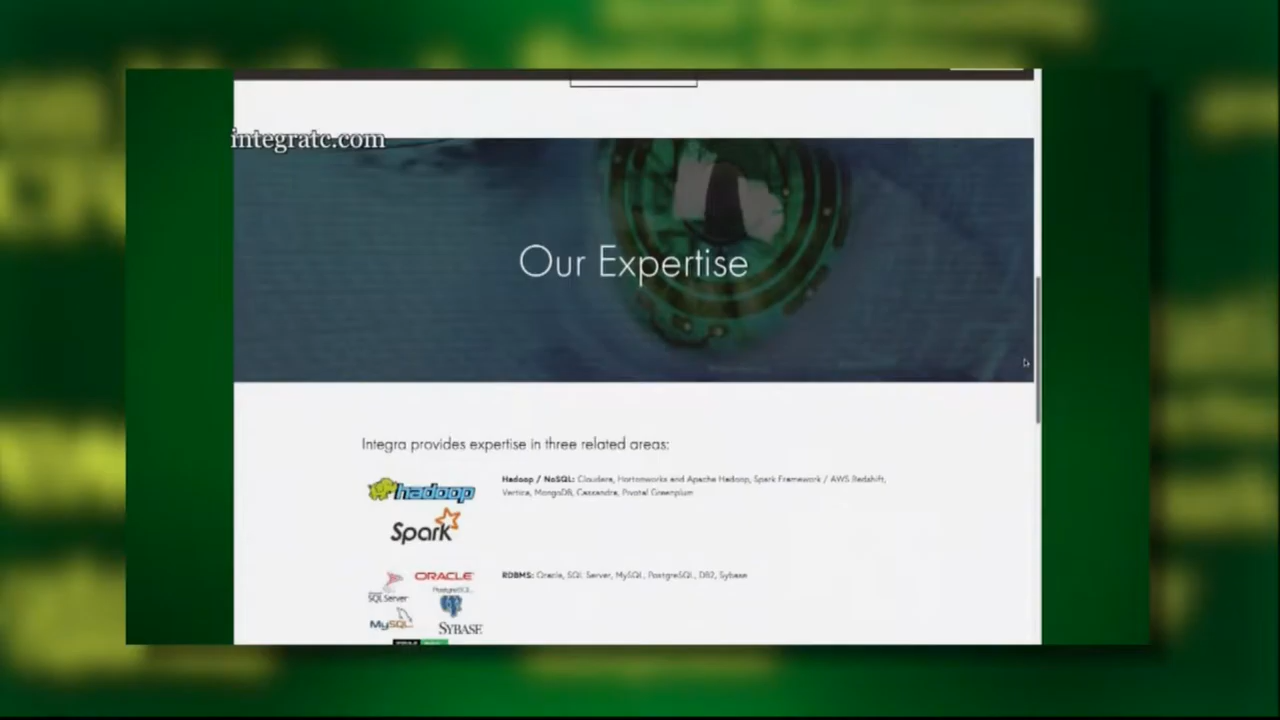 integratc.com
Our Expertise
Integra provides expertise in three related areas:
hadoop
Hadoop / NoSQL: Cloudera, Hortonworks and Apache Hadoop, Spark Framework / AWS Redshift,
Vertica, MongoDB, Cassandra, Pivotal Greenplum
Spark
ORACLE
RDBMS: Oracle, SQL Server, MySQL, PostgreSQL, DB2, Sybase
PostgreSQL
SQL Server
MySQL
SYBASE